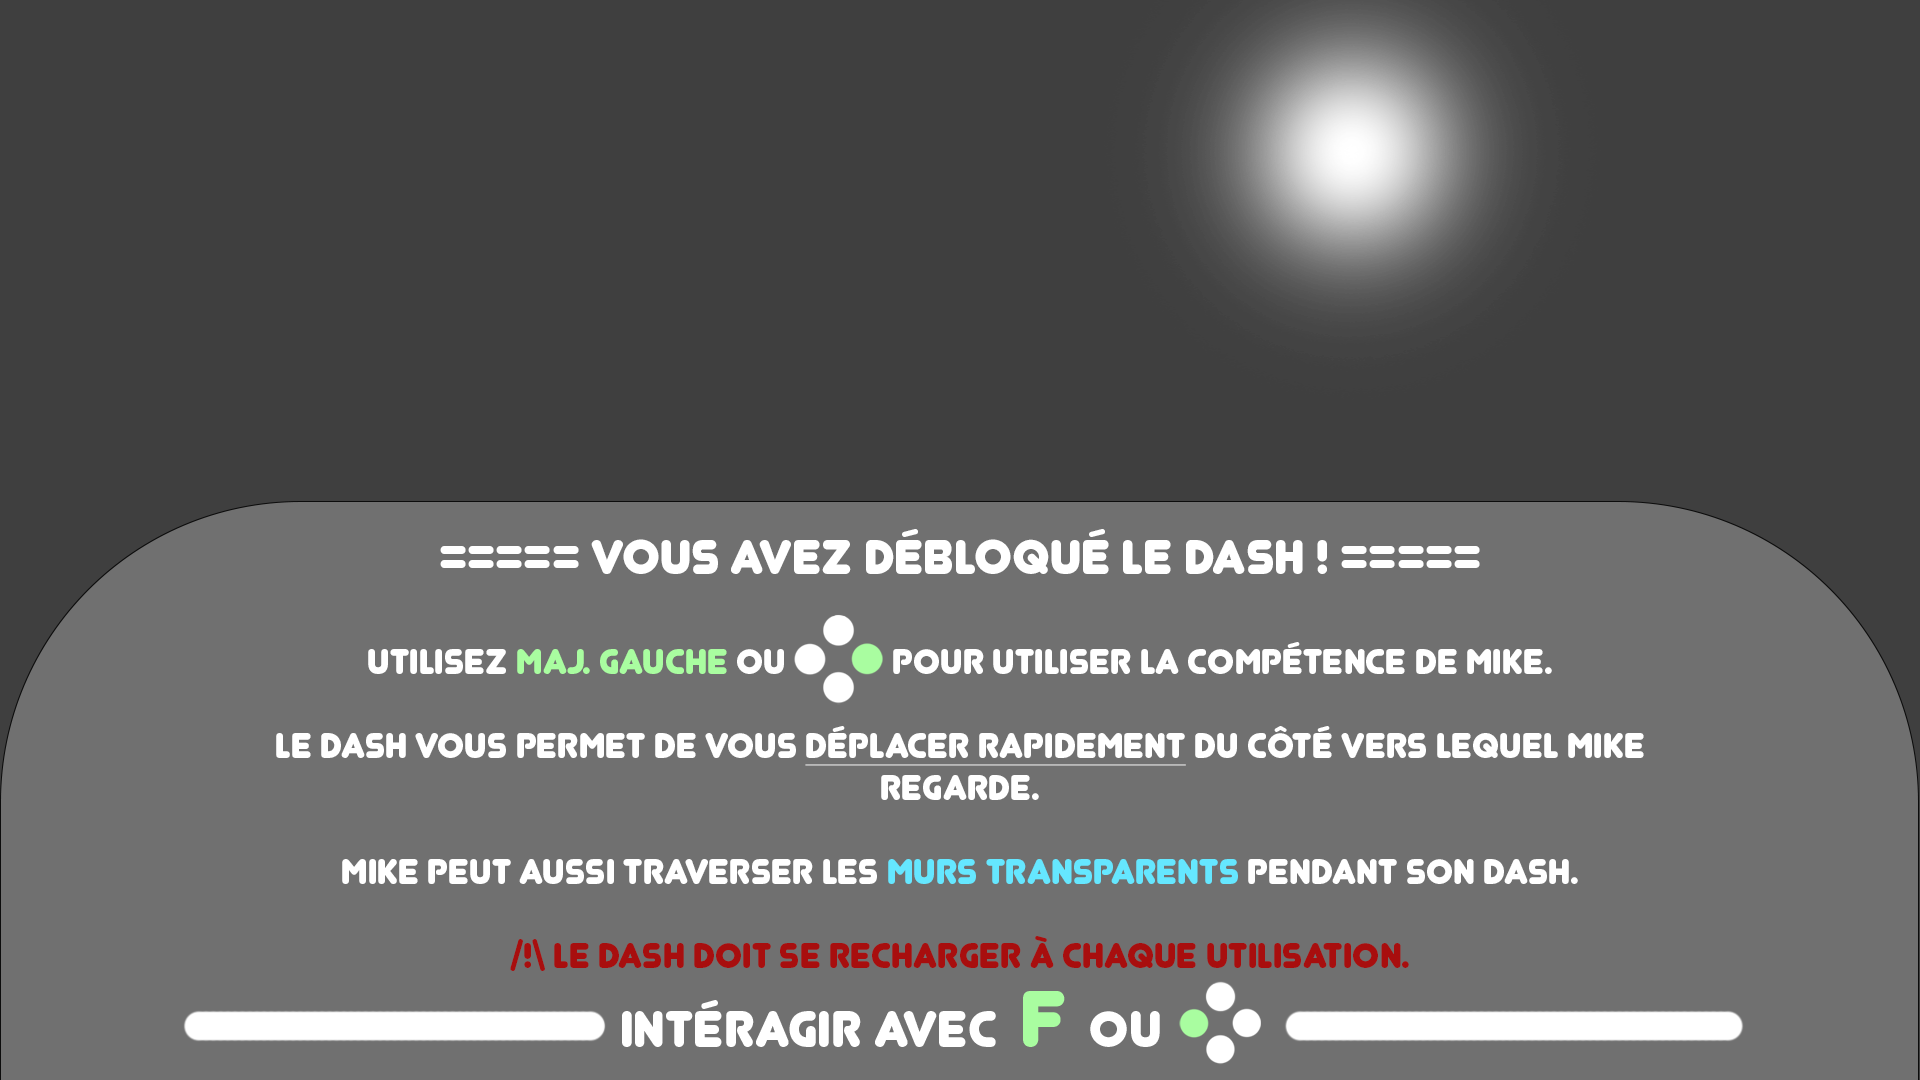 ===== VOUS AVEZ DÉBLOQUÉ LE DASH ! =====
UTILISEZ MAJ. GAUCHE OU POUR UTILISER LA COMPÉTENCE DE MIKE.
LE DASH VOUS PERMET DE VOUS DÉPLACER RAPIDEMENT DU CÔTÉ VERS LEQUEL MIKE
REGARDE.
MIKE PEUT AUSSI TRAVERSER LES MURS TRANSPARENTS PENDANT SON DASH.
/!\ LE DASH DOIT SE RECHARGER À CHAQUE UTILISATION.
INTÉRAGIR AVEC F OU